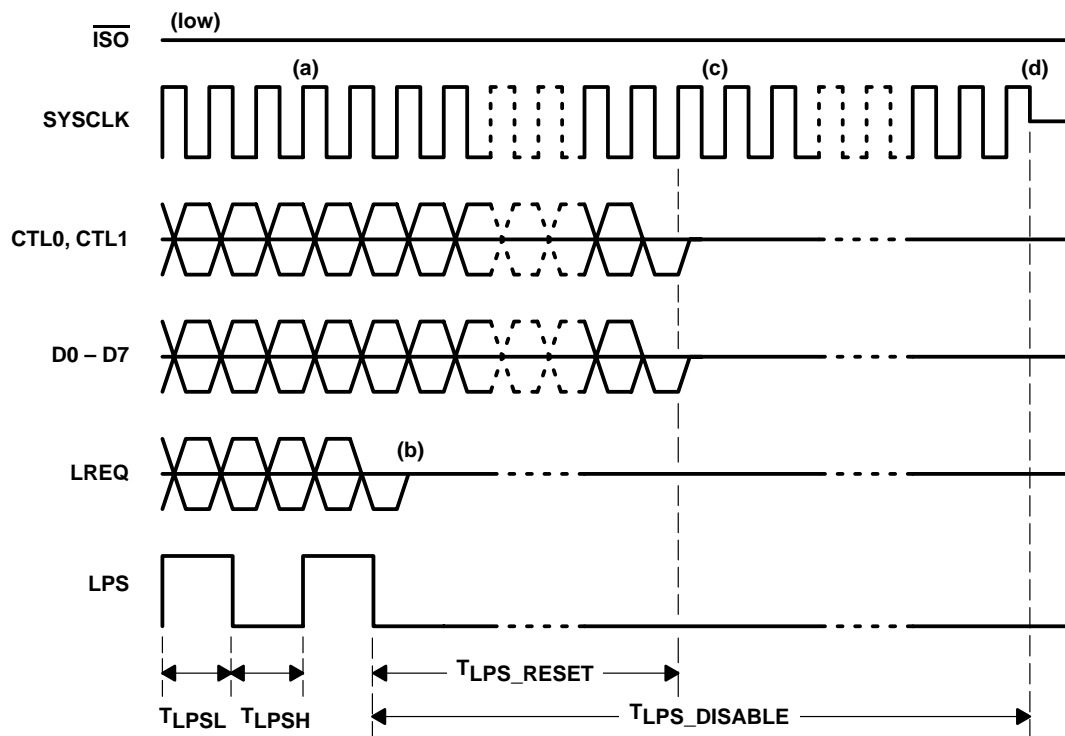 (low)
ISO
(a)
(c)
(d)
SYSCLK
CTL0, CTL1
D0 – D7
(b)
LREQ
LPS
TLPS_RESET
TLPSL
TLPSH
TLPS_DISABLE